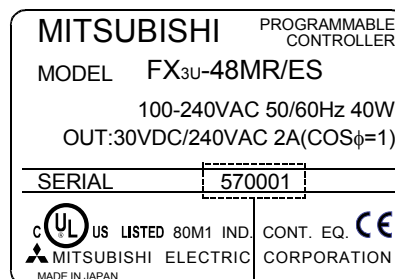 MITSUBISHI PROGRAMMABLE CONTROLLER
MODEL FX3U-48MR/ES
100-240VAC 50/60Hz 40W
OUT:30VDC/240VAC 2A(COSϕ=1)
SERIAL 570001
C UL US LISTED 80M1 IND. CONT. EQ. CE
MITSUBISHI ELECTRIC CORPORATION
MADE IN JAPAN